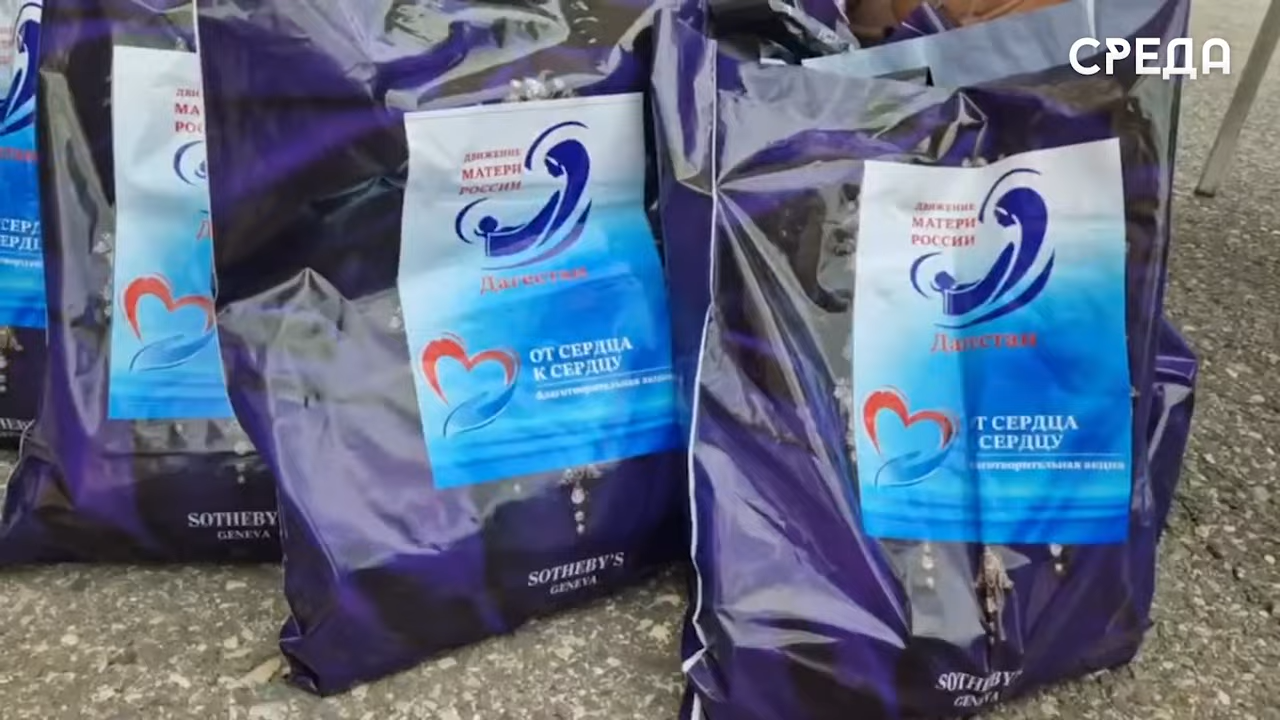 СРЕДА
МАТЕРИ
SOTHEBY
GENEVA
ДВИЖЕНИЕ
МАТЕРИ
РОССИИ
Дагестан
ОТ СЕРДЦА
К СЕРДЦУ
благотворительная акция
SOTHEBY'S
GENEVA
ДВИЖЕНИЕ
МАТЕРИ
РОССИИ
Дагестан
ОТ СЕРДЦА
СЕРДЦУ
благотворительная акция
SOTHEBY'S
GENEVA